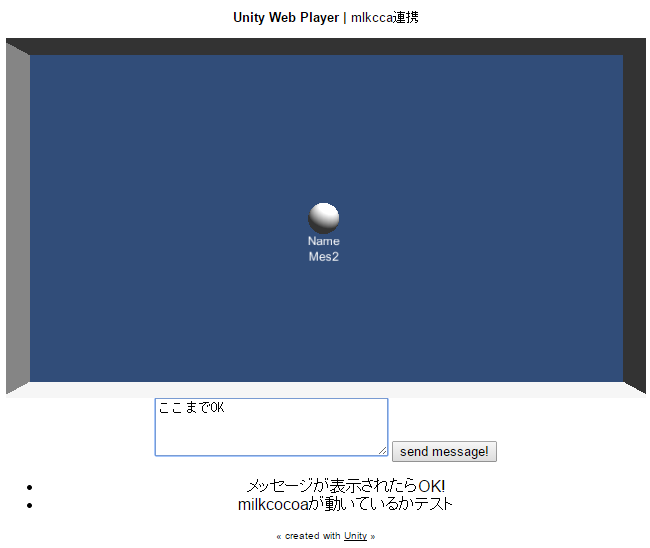 Unity Web Player | mlkcca連携
Name
Mes2
ここまでOK
send message!
メッセージが表示されたらOK!
milkcocoaが動いているかテスト
« created with Unity »